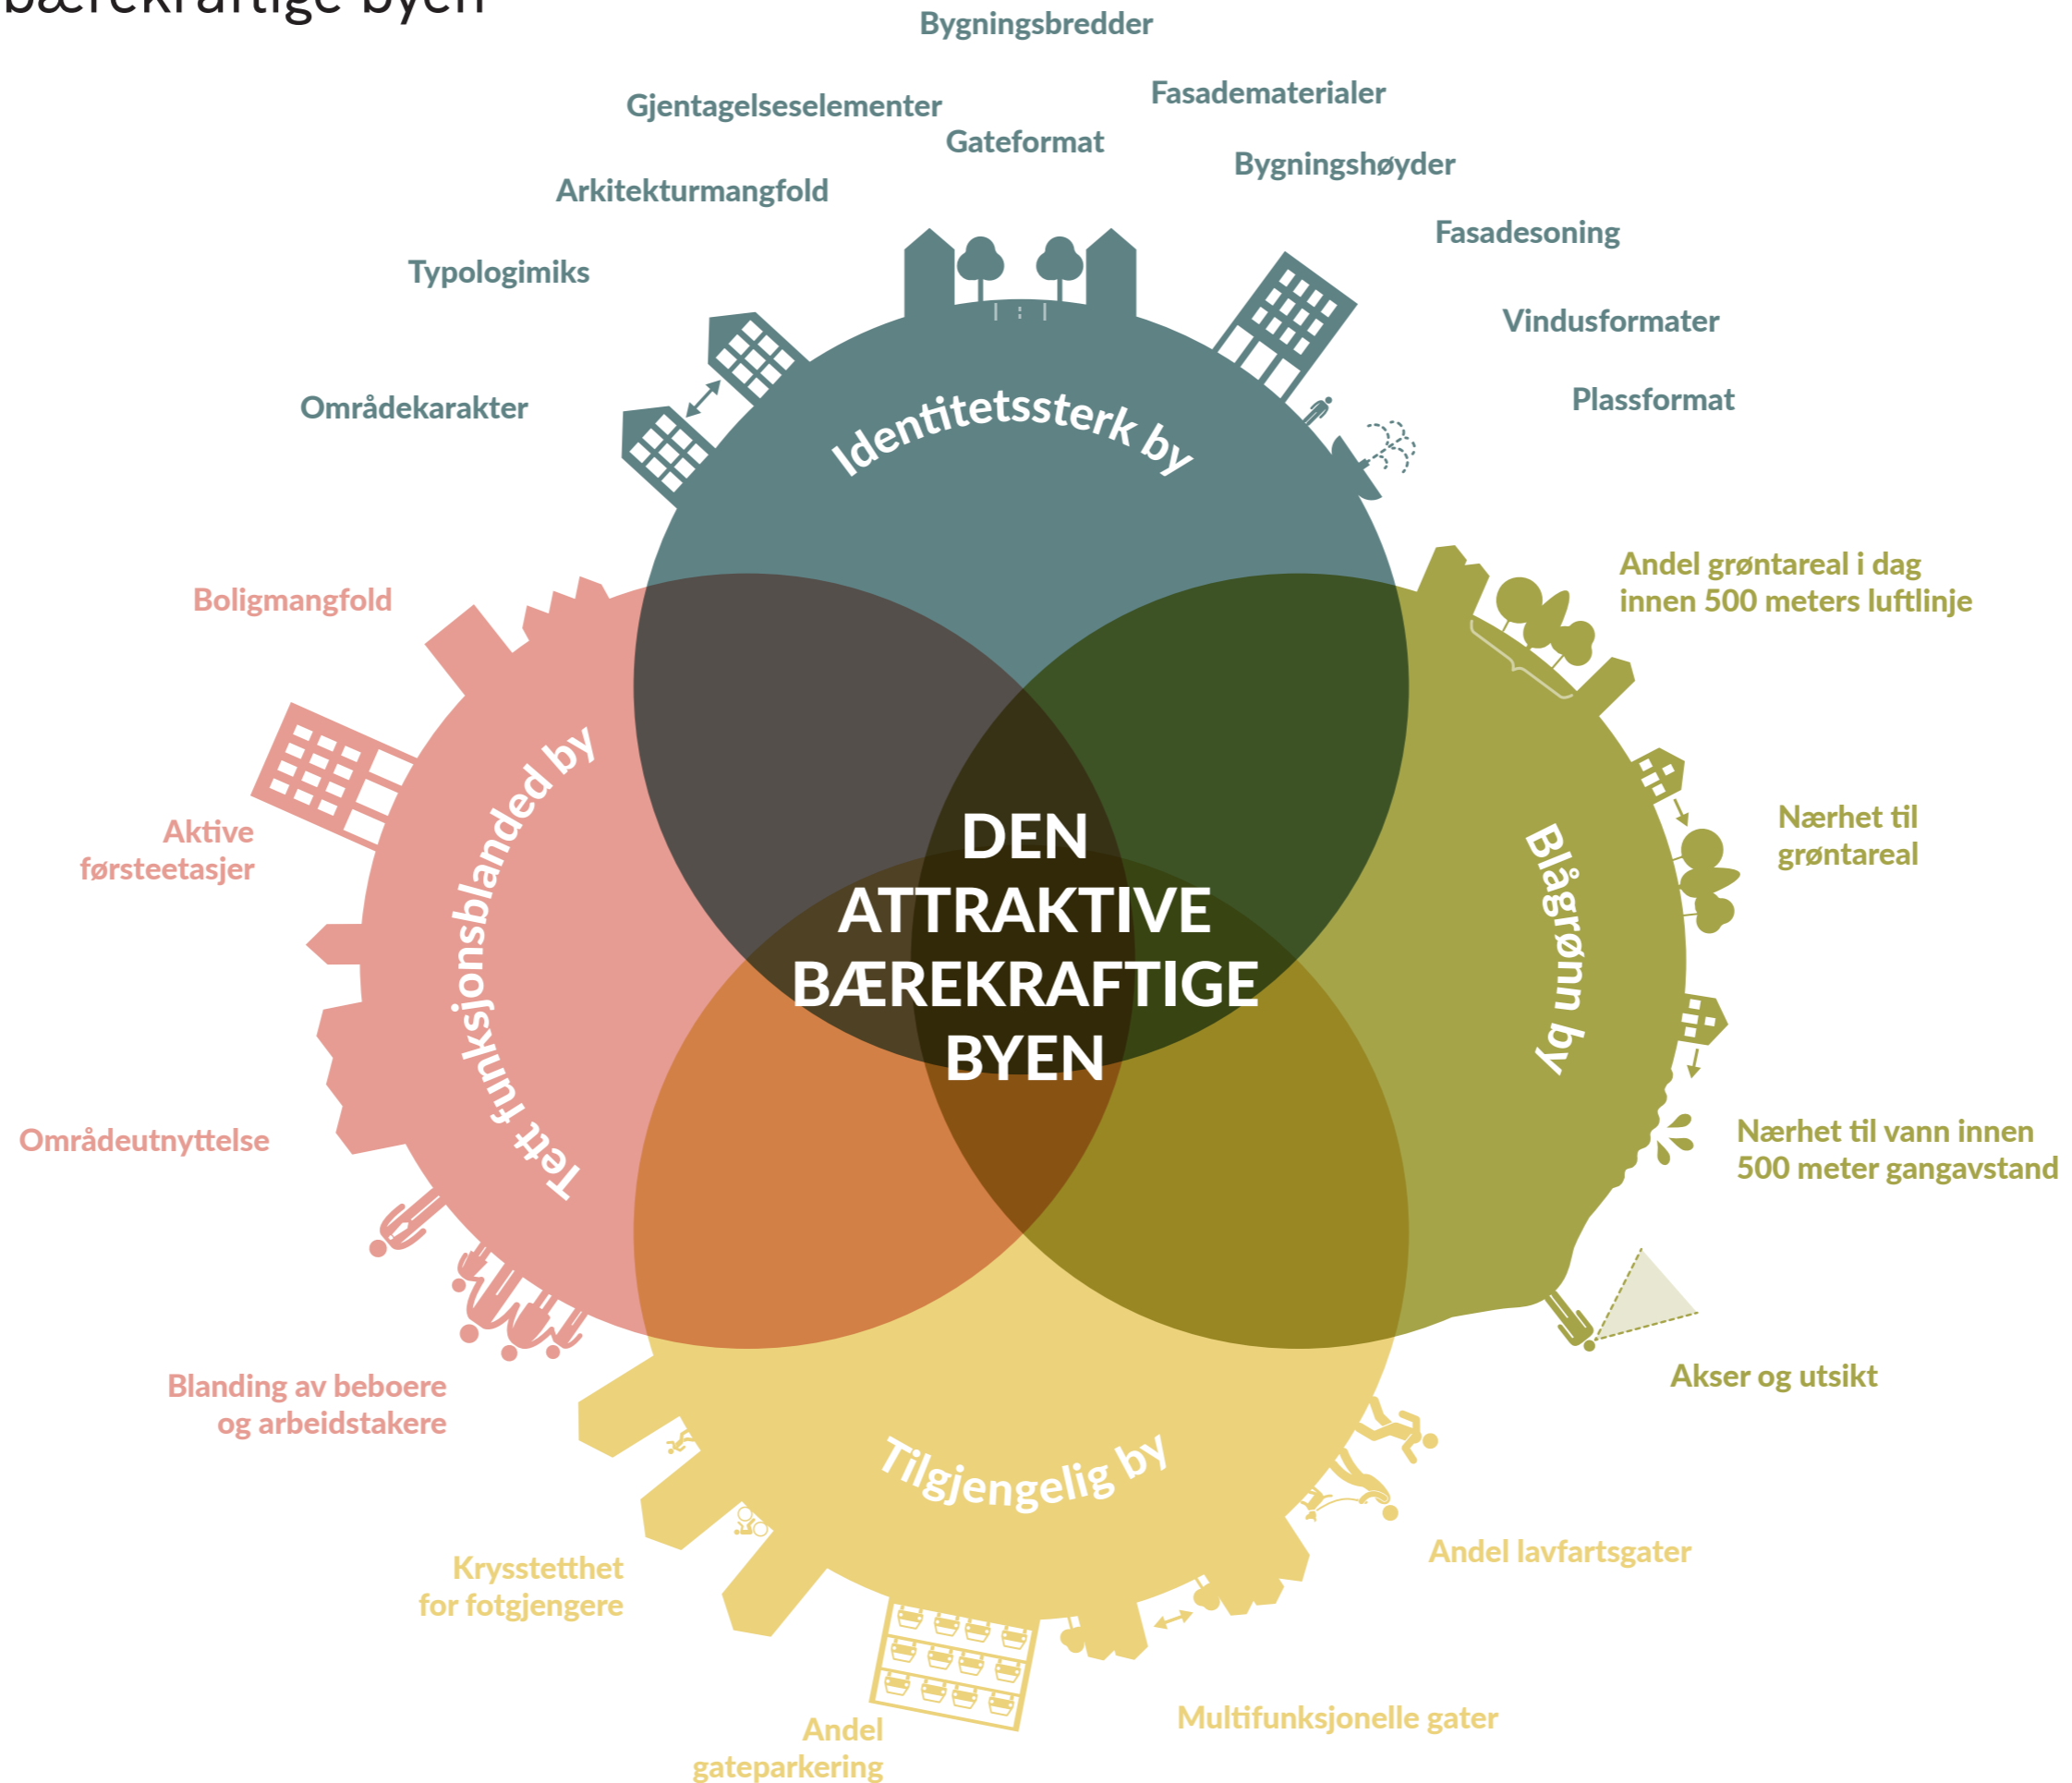 bærekraftige byen
Bygningsbredder
Fasadematerialer
Gjentagelseselementer
Gateformat
Bygningshøyder
Arkitekturmangfold
Fasadesoning
Typologimiks
Vindusformater
Plassformat
Områdekarakter
Identitetssterk by
Andel grøntareal i dag
innen 500 meters luftlinje
Boligmangfold
Nærhet til
grøntareal
Aktive
førsteetasjer
Tett funksjonsblanded by
DEN
ATTRAKTIVE
BÆREKRAFTIGE
BYEN
Blågrønn by
Nærhet til vann innen
500 meter gangavstand
Områdeutnyttelse
Akser og utsikt
Blanding av beboere
og arbeidstakere
Tilgjengelig by
Andel lavfartsgater
Krysstetthet
for fotgjengere
Multifunksjonelle gater
Andel
gateparkering